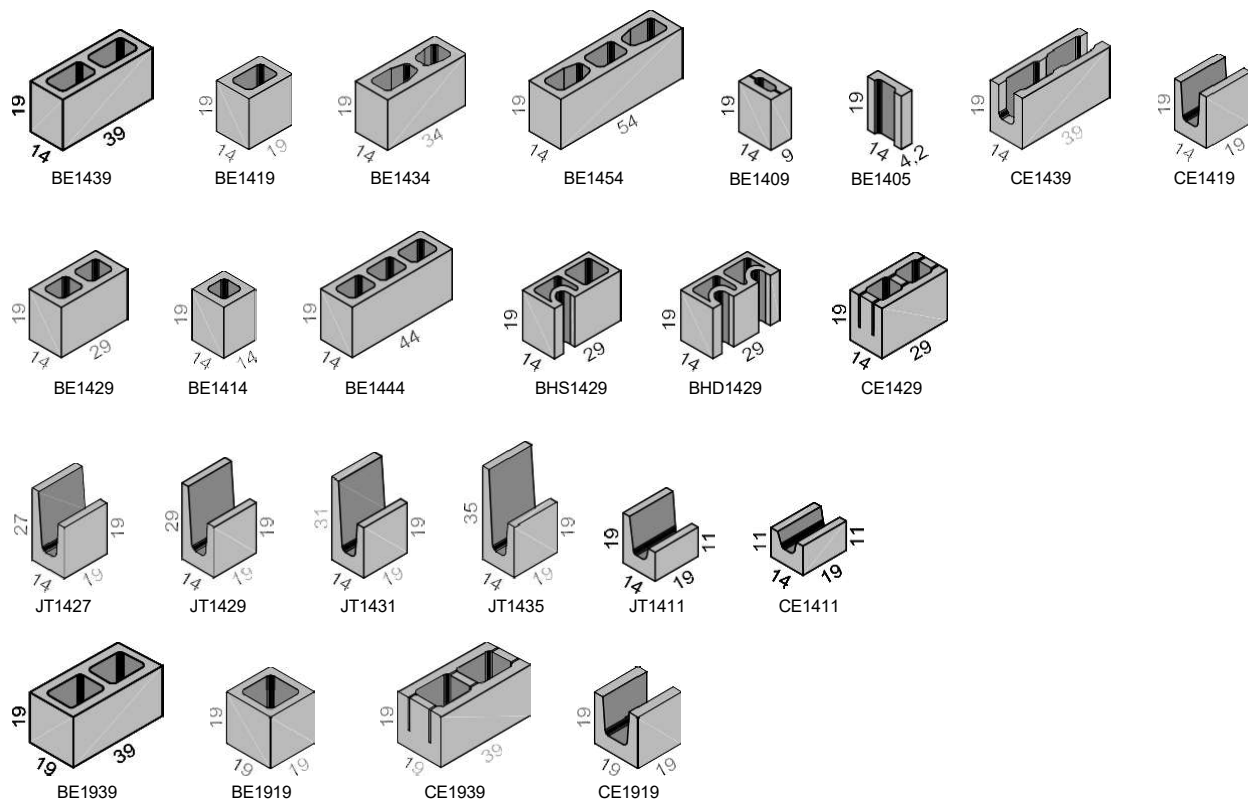 19 14 39 19 14 19 19 14 34 19 14 54 19 14 9 19 14 4,2 19 14 39 19 14 19
BE1439 BE1419 BE1434 BE1454 BE1409 BE1405 CE1439 CE1419
19 14 29 19 14 14 19 14 44 19 14 29 19 14 29 19 14 29
BE1429 BE1414 BE1444 BHS1429 BHD1429 CE1429
27 14 19 19 29 14 19 19 31 14 19 19 35 14 19 19 19 14 19 11 11 14 19 11
JT1427 JT1429 JT1431 JT1435 JT1411 CE1411
19 19 39 19 19 19 19 19 39 19 19 19
BE1939 BE1919 CE1939 CE1919